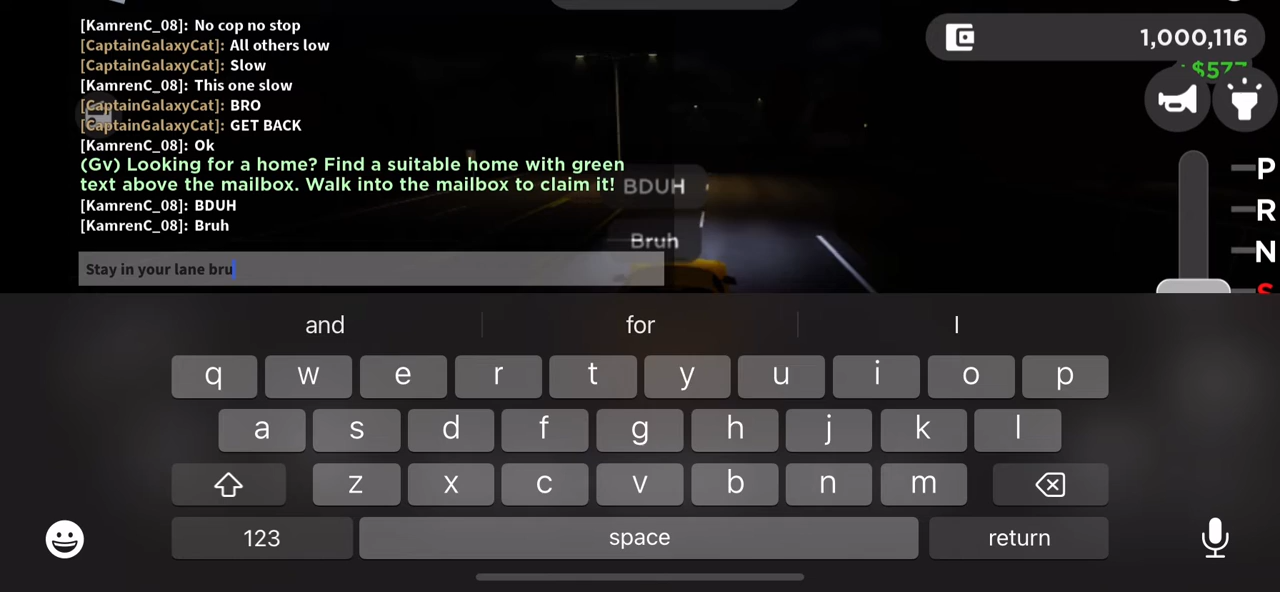 [KamrenC_08]: No cop no stop
[CaptainGalaxyCat]: All others low
[CaptainGalaxyCat]: Slow
[KamrenC_08]: This one slow
[CaptainGalaxyCat]: BRO
[CaptainGalaxyCat]: GET BACK
[KamrenC_08]: Ok
(Gv) Looking for a home? Find a suitable home with green
text above the mailbox. Walk into the mailbox to claim it!
[KamrenC_08]: BDUH
[KamrenC_08]: Bruh
BDUH
Bruh
Stay in your lane bru
1,000,116
$577
P
R
N
S
and for I
q w e r t y u i o p
a s d f g h j k l
z x c v b n m
123 space return